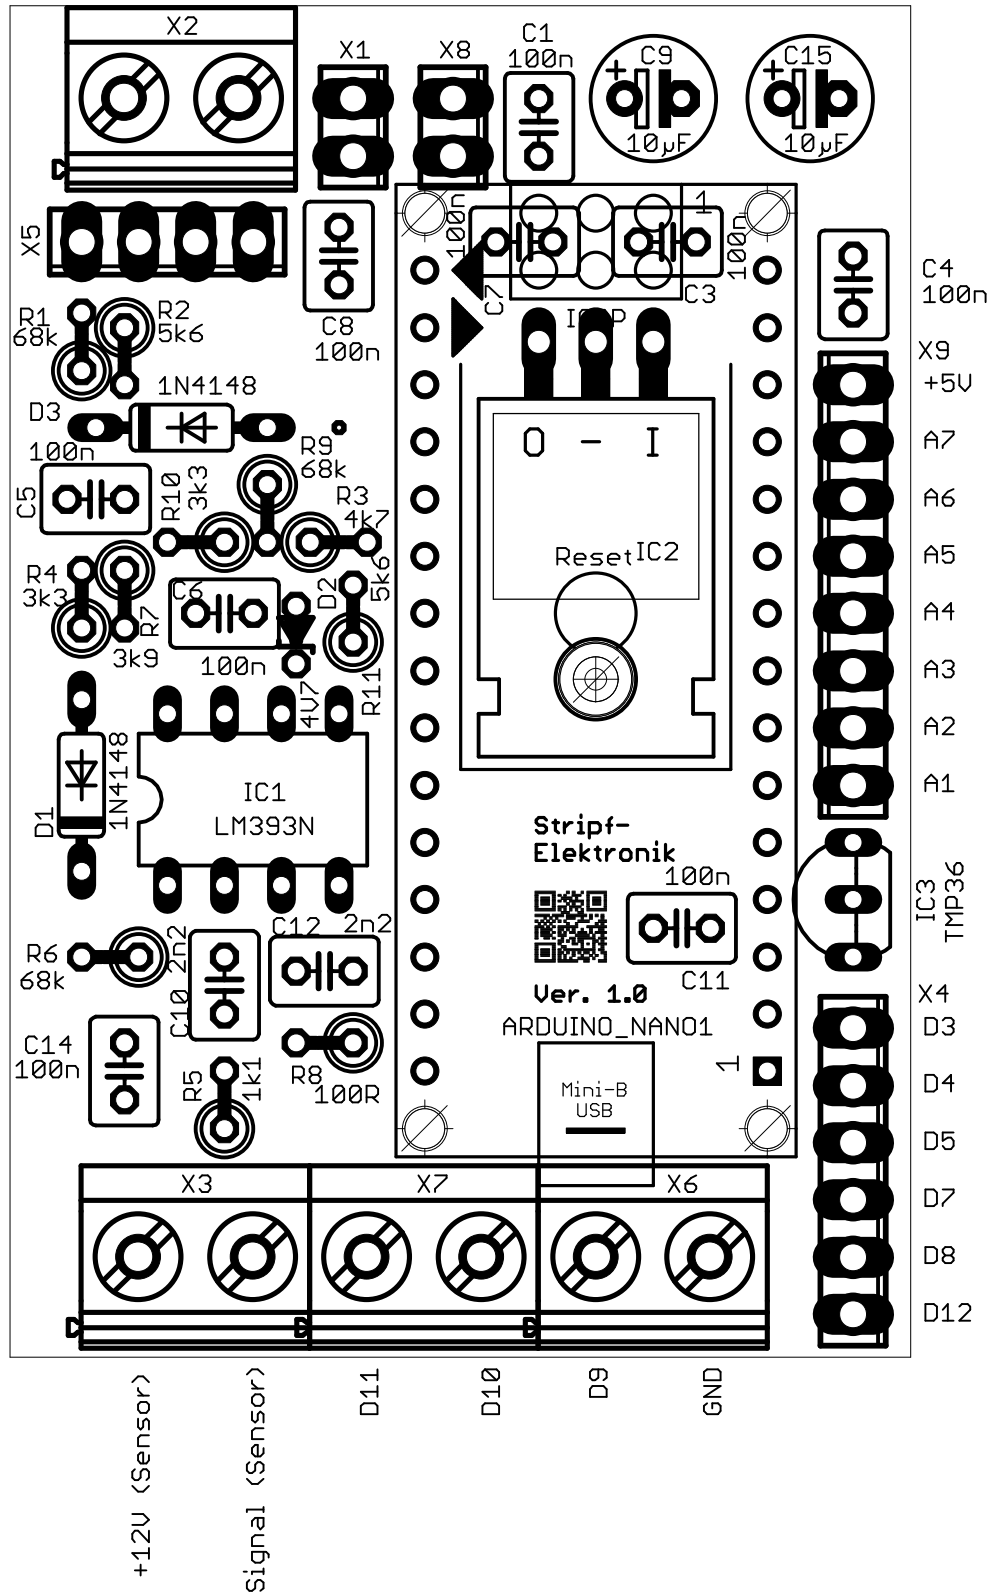 X2
X1
X8
C1
100n
+
C9
10µF
+
C15
10µF
X5
100n
C7
1
100n
C3
C8
100n
C4
100n
R1
68k
R2
5k6
X9
+5V
A7
A6
A5
A4
A3
A2
A1
1N4148
D3
100n
C5
R10
3k3
R9
68k
R3
4k7
O - I
Reset
IC2
R4
3k3
R7
3k9
C6
100n
D2
4V7
5k6
R11
D1
1N4148
IC1
LM393N
Stripf-
Elektronik
100n
C11
IC3
TMP36
Ver. 1.0
ARDUINO_NANO1
1
Mini-B
USB
R6
68k
2n2
C10
C12
2n2
C14
100n
R5
1k1
R8
100R
X4
D3
D4
D5
D7
D8
D12
X3
X7
X6
+12V (Sensor)
Signal (Sensor)
D11
D10
D9
GND